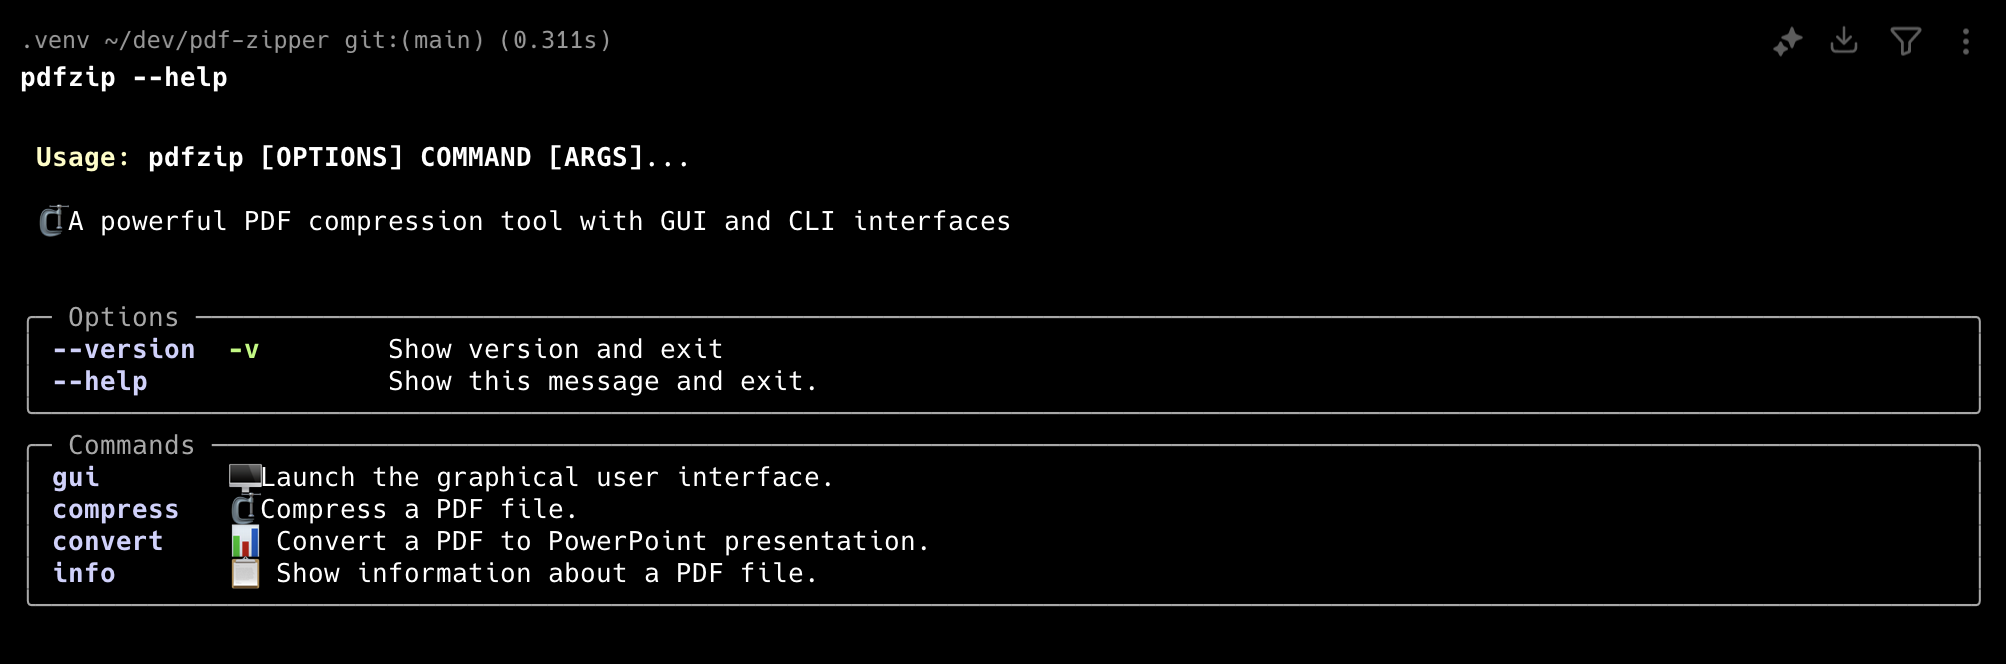 .venv ~/dev/pdf-zipper git:(main) (0.311s)
pdfzip --help
Usage: pdfzip [OPTIONS] COMMAND [ARGS]...
🗜️A powerful PDF compression tool with GUI and CLI interfaces
Options
--version -v Show version and exit
--help Show this message and exit.
Commands
gui 🖥️Launch the graphical user interface.
compress 🗜️Compress a PDF file.
convert 📊 Convert a PDF to PowerPoint presentation.
info 📋 Show information about a PDF file.